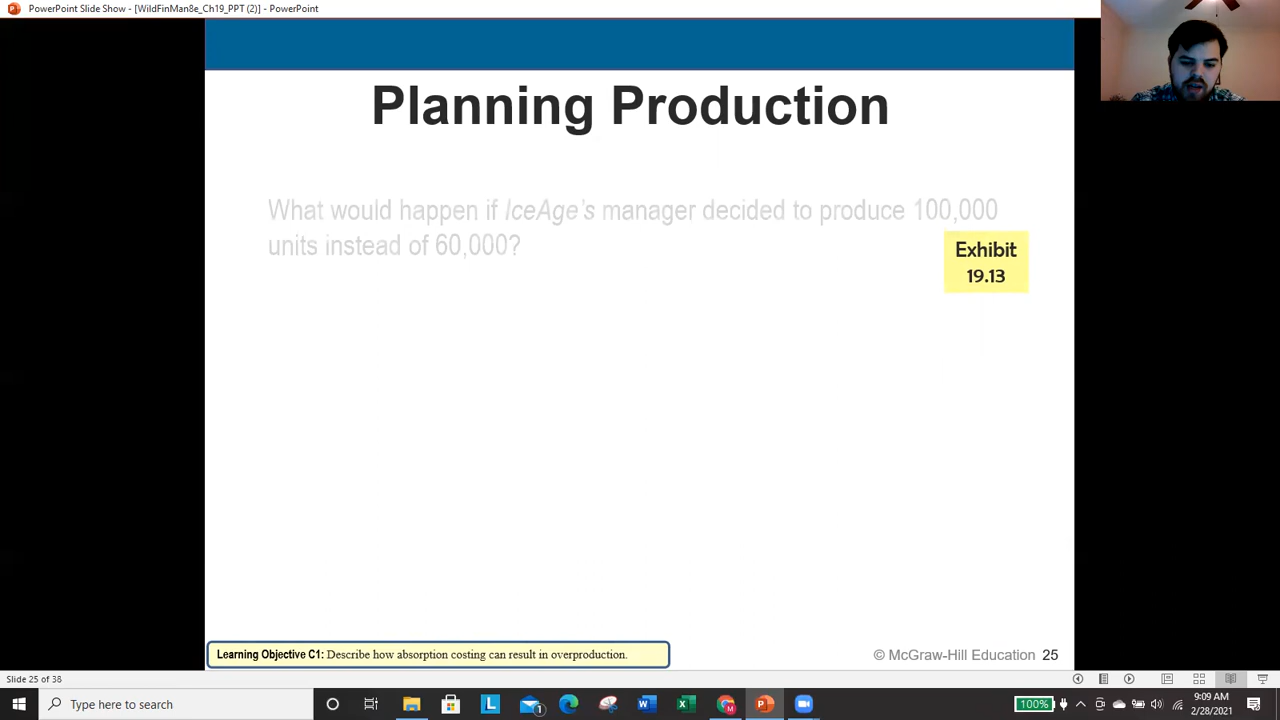 PowerPoint Slide Show - [WildFinMan8e_Ch19_PPT (2)] - PowerPoint
Planning Production
What would happen if IceAge's manager decided to produce 100,000
units instead of 60,000?
Exhibit
19.13
Learning Objective C1: Describe how absorption costing can result in overproduction.
© McGraw-Hill Education 25
Slide 25 of 38
Type here to search
100%
9:09 AM
2/28/2021